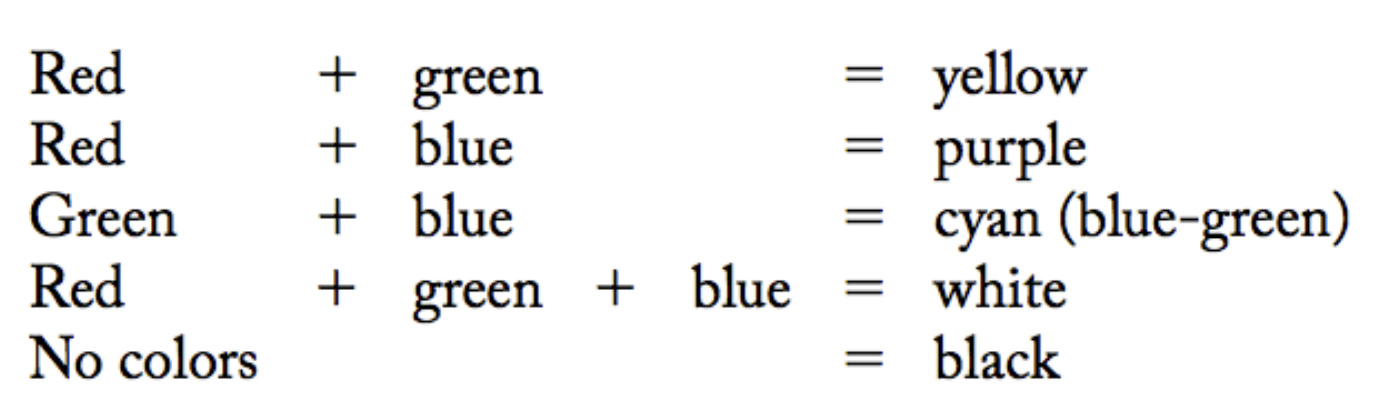 Red + green = yellow
Red + blue = purple
Green + blue = cyan (blue-green)
Red + green + blue = white
No colors = black